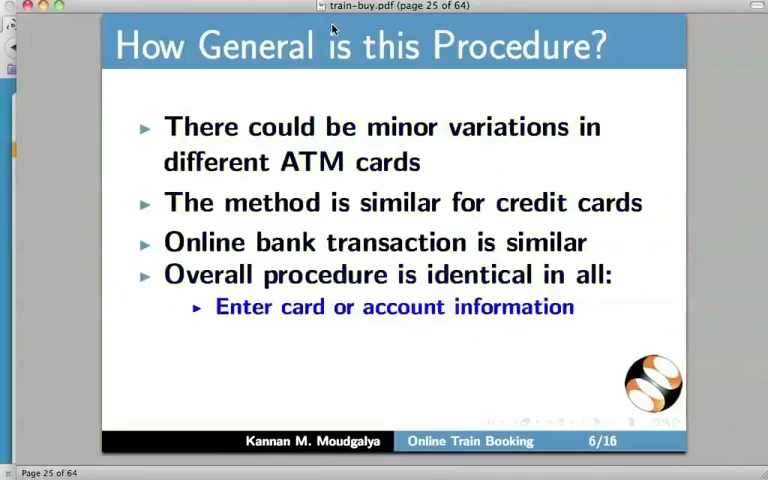 train-buy.pdf (page 25 of 64)
How General is this Procedure?
There could be minor variations in
different ATM cards
The method is similar for credit cards
Online bank transaction is similar
Overall procedure is identical in all:
Enter card or account information
Kannan M. Moudgalya Online Train Booking 6/16
Page 25 of 64